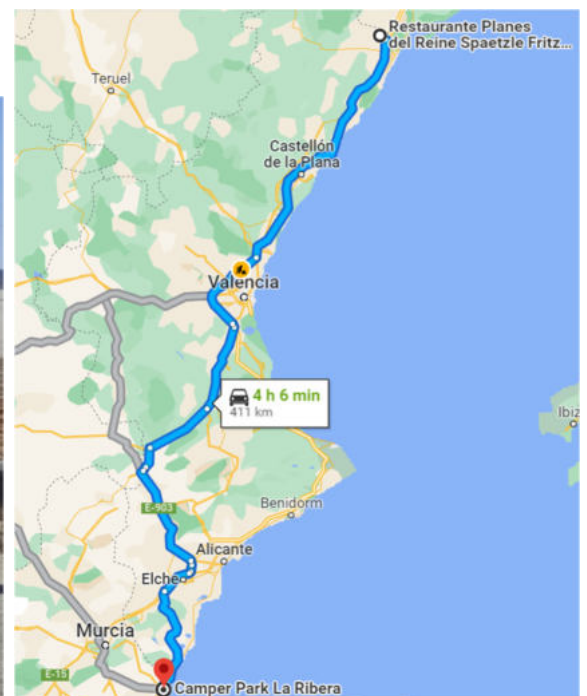 Restaurante Planes
del Reine Spaetzle Fritz...
Teruel
Castellón
de la Plana
Valencia
4 h 6 min
411 km
Ibiz
Benidorm
E-903
Alicante
Elche
Murcia
E-15
Camper Park La Ribera